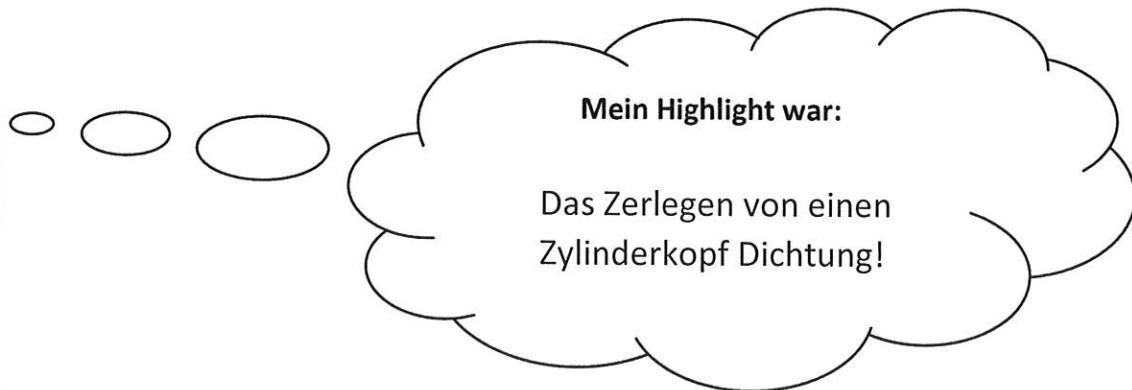 Mein Highlight war:
Das Zerlegen von einen
Zylinderkopf Dichtung!